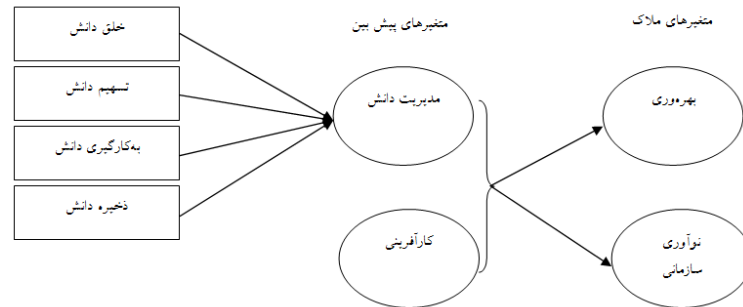 متغیرهای ملاک
متغیرهای پیش بین
خلق دانش
تسهیم دانش
به‌کارگیری دانش
ذخیره دانش
مدیریت دانش
کارآفرینی
بهره‌وری
نوآوری
سازمانی